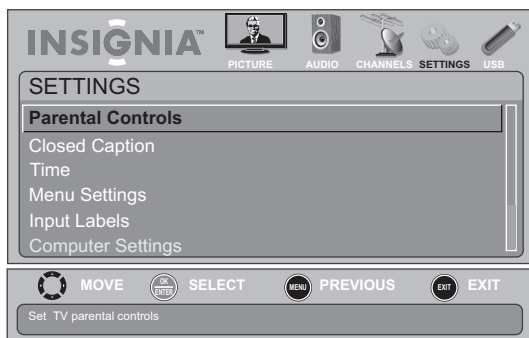 INSIGNIA™
PICTURE AUDIO CHANNELS SETTINGS USB
SETTINGS
Parental Controls
Closed Caption
Time
Menu Settings
Input Labels
Computer Settings
MOVE OK ENTER SELECT MENU PREVIOUS EXIT EXIT
Set TV parental controls